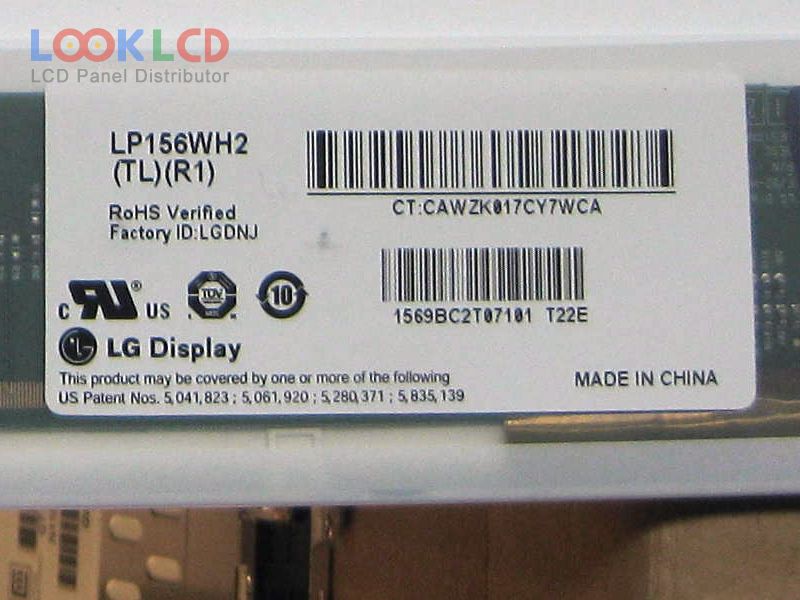 LOOKLCD
LCD Panel Distributor
LP156WH2
(TL)(R1)
RoHS Verified
Factory ID:LGDNJ
CT:CAWZK017CY7WCA
1569BC2T07101 T22E
C UR® US
TÜV
10
LG Display
This product may be covered by one or more of the following
US Patent Nos. 5,041,823 ; 5,061,920 ; 5,280,371 ; 5,835,139
MADE IN CHINA